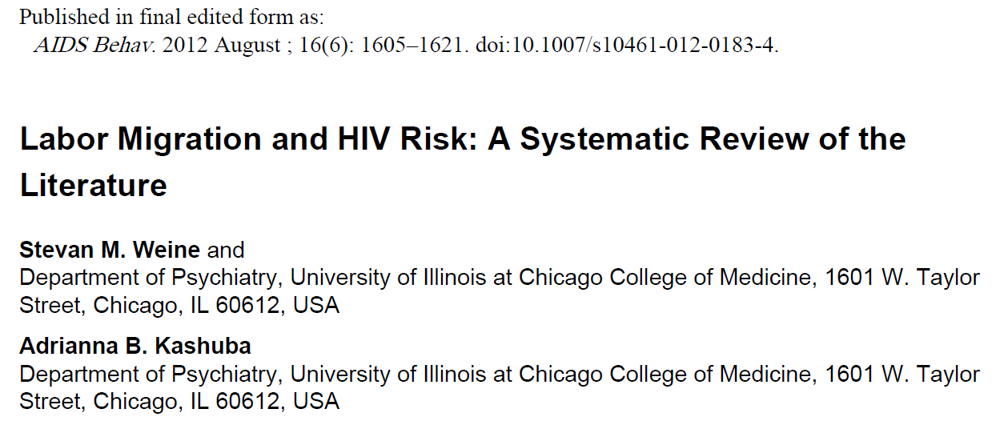 Published in final edited form as:
AIDS Behav. 2012 August ; 16(6): 1605–1621. doi:10.1007/s10461-012-0183-4.
Labor Migration and HIV Risk: A Systematic Review of the
Literature
Stevan M. Weine and
Department of Psychiatry, University of Illinois at Chicago College of Medicine, 1601 W. Taylor
Street, Chicago, IL 60612, USA
Adrianna B. Kashuba
Department of Psychiatry, University of Illinois at Chicago College of Medicine, 1601 W. Taylor
Street, Chicago, IL 60612, USA